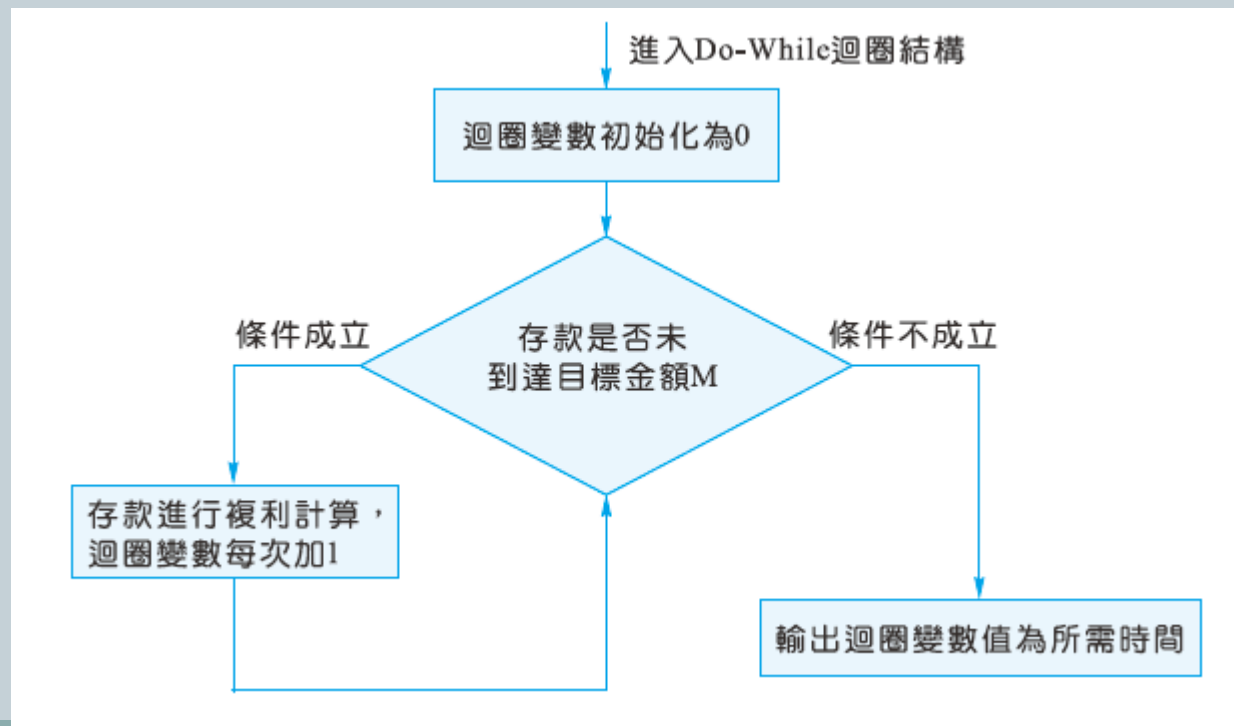 進入Do-While迴圈結構
迴圈變數初始化為0
條件成立
存款是否未
到達目標金額M
條件不成立
存款進行複利計算，
迴圈變數每次加1
輸出迴圈變數值為所需時間